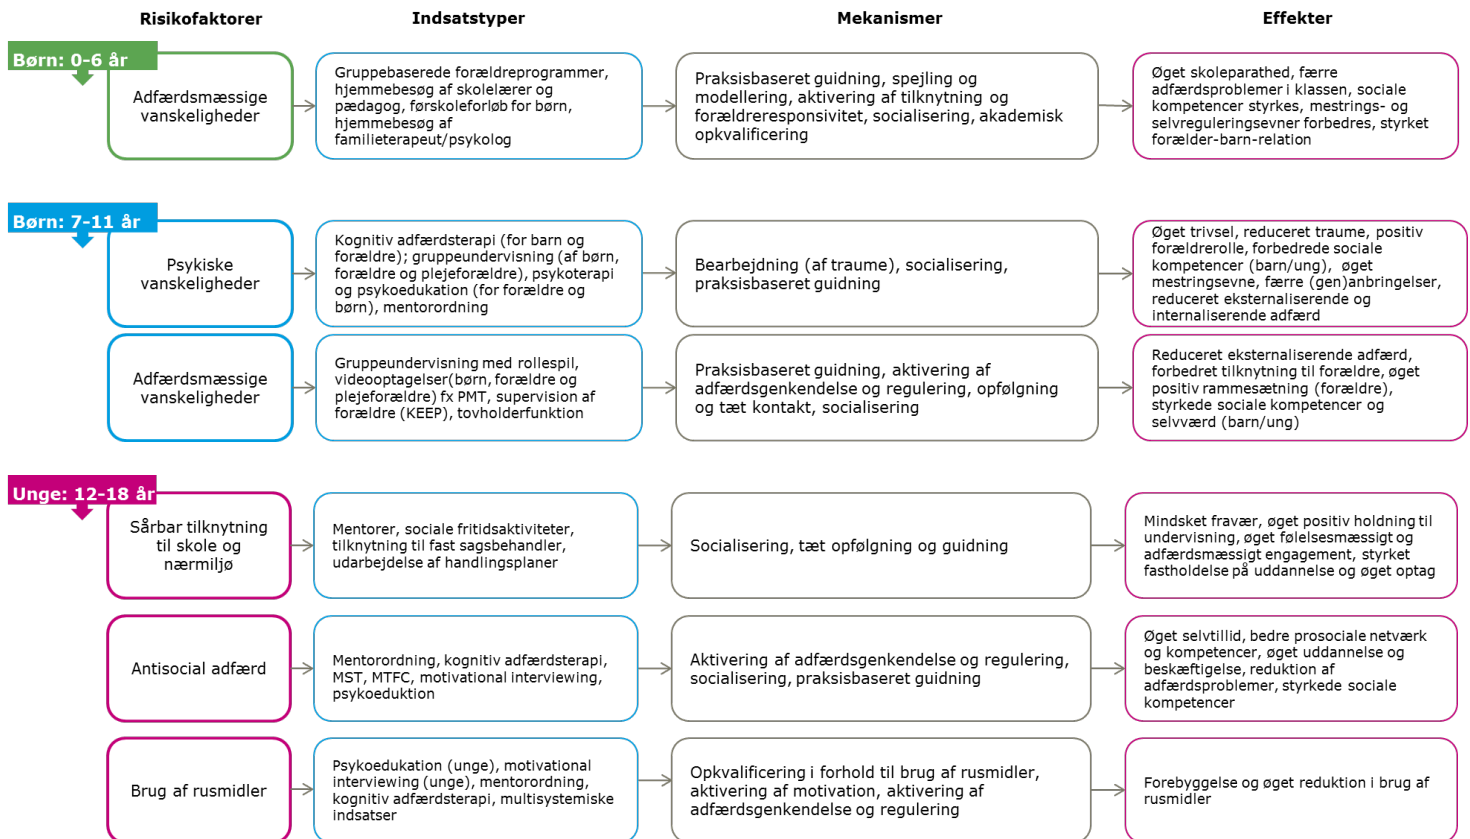 Risikofaktorer
Indsatstyper
Mekanismer
Effekter
Børn: 0-6 år
Adfærdsmæssige
vanskeligheder
Gruppebaserede forældreprogrammer,
hjemmebesøg af skolelærer og
pædagog, førskoleforløb for børn,
hjemmebesøg af
familieterapeut/psykolog
Praksisbaseret guidning, spejling og
modellering, aktivering af tilknytning og
forældreresponsivitet, socialisering, akademisk
opkvalificering
Øget skoleparathed, færre
adfærdsproblemer i klassen, sociale
kompetencer styrkes, mestrings- og
selvreguleringsevner forbedres, styrket
forælder-barn-relation
Børn: 7-11 år
Psykiske
vanskeligheder
Kognitiv adfærdsterapi (for barn og
forældre); gruppeundervisning (af børn,
forældre og plejeforældre), psykoterapi
og psykoedukation (for forældre og
børn), mentorordning
Bearbejdning (af traume), socialisering,
praksisbaseret guidning
Øget trivsel, reduceret traume, positiv
forældrerolle, forbedrede sociale
kompetencer (barn/ung), øget
mestringsevne, færre (gen)anbringelser,
reduceret eksternaliserende og
internaliserende adfærd
Adfærdsmæssige
vanskeligheder
Gruppeundervisning med rollespil,
videooptagelser(børn, forældre og
plejeforældre) fx PMT, supervision af
forældre (KEEP), tovholderfunktion
Praksisbaseret guidning, aktivering af
adfærdsgenkendelse og regulering, opfølgning
og tæt kontakt, socialisering
Reduceret eksternaliserende adfærd,
forbedret tilknytning til forældre, øget
positiv rammesætning (forældre),
styrkede sociale kompetencer og
selvværd (barn/ung)
Unge: 12-18 år
Sårbar tilknytning
til skole og
nærmiljø
Mentorer, sociale fritidsaktiviteter,
tilknytning til fast sagsbehandler,
udarbejdelse af handlingsplaner
Socialisering, tæt opfølgning og guidning
Mindsket fravær, øget positiv holdning til
undervisning, øget følelsesmæssigt og
adfærdsmæssigt engagement, styrket
fastholdelse på uddannelse og øget optag
Antisocial adfærd
Mentorordning, kognitiv adfærdsterapi,
MST, MTFC, motivational interviewing,
psykoeduktion
Aktivering af adfærdsgenkendelse og regulering,
socialisering, praksisbaseret guidning
Øget selvtillid, bedre prosociale netværk
og kompetencer, øget uddannelse og
beskæftigelse, reduktion af
adfærdsproblemer, styrkede sociale
kompetencer
Brug af rusmidler
Psykoedukation (unge), motivational
interviewing (unge), mentorordning,
kognitiv adfærdsterapi, multisystemiske
indsatser
Opkvalificering i forhold til brug af rusmidler,
aktivering af motivation, aktivering af
adfærdsgenkendelse og regulering
Forebyggelse og øget reduktion i brug af
rusmidler